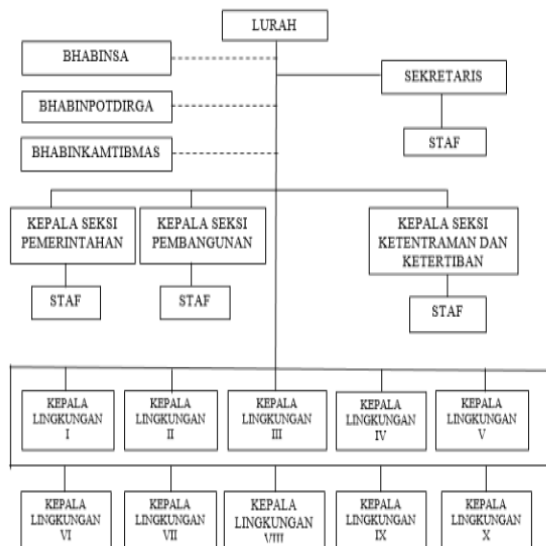 LURAH
BHABINSA
SEKRETARIS
BHABINPOTDIRGA
STAF
BHABINKAMTIBMAS
KEPALA SEKSI
PEMERINTAHAN
KEPALA SEKSI
PEMBANGUNAN
KEPALA SEKSI
KETENTRAMAN DAN
KETERTIBAN
STAF
STAF
STAF
KEPALA
LINGKUNGAN
I
KEPALA
LINGKUNGAN
II
KEPALA
LINGKUNGAN
III
KEPALA
LINGKUNGAN
IV
KEPALA
LINGKUNGAN
V
KEPALA
LINGKUNGAN
VI
KEPALA
LINGKUNGAN
VII
KEPALA
LINGKUNGAN
VIII
KEPALA
LINGKUNGAN
IX
KEPALA
LINGKUNGAN
X